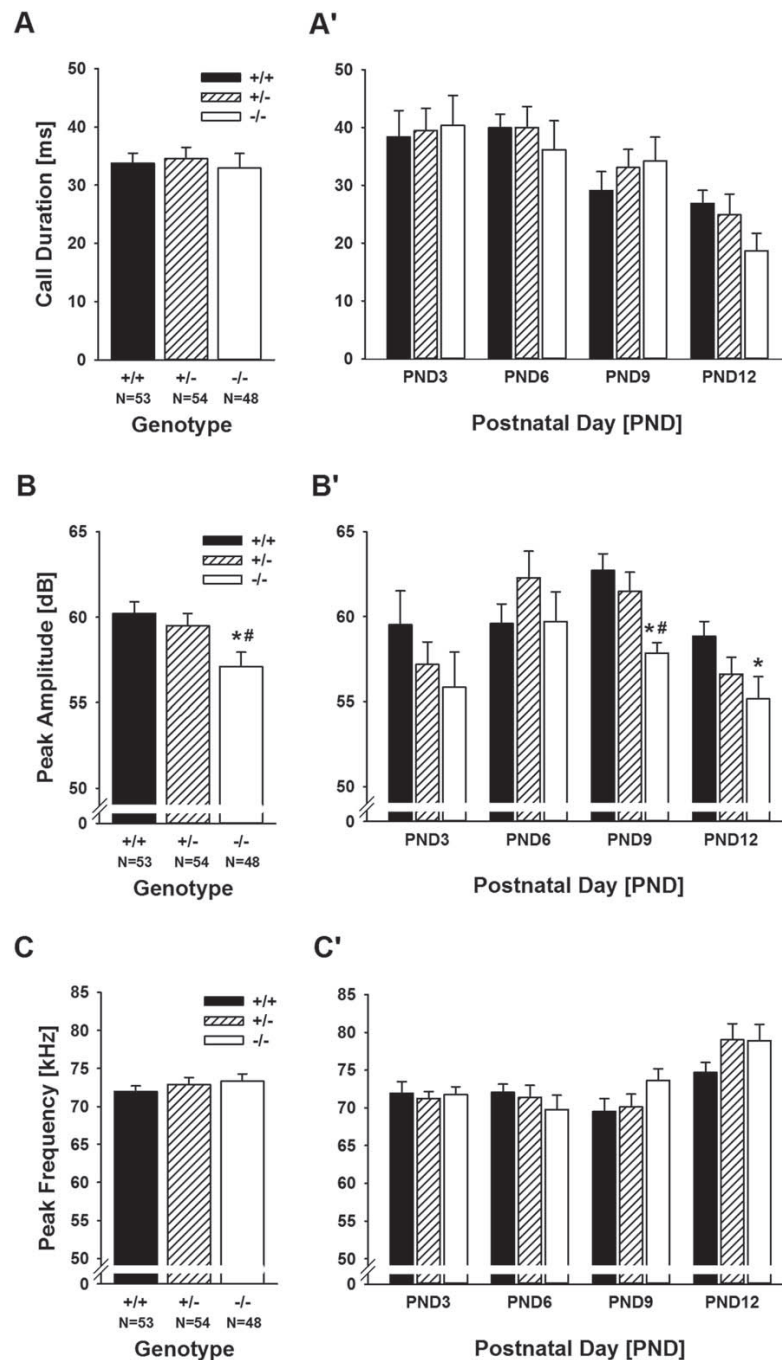 A
A'
Call Duration [ms]
50
40
30
20
10
0
+/+
+/-
-/-
+/+ +/- -/-
N=53 N=54 N=48
Genotype
50
40
30
20
10
0
PND3 PND6 PND9 PND12
Postnatal Day [PND]
B
B'
Peak Amplitude [dB]
65
60
55
50
0
+/+
+/-
-/-
*#
+/+ +/- -/-
N=53 N=54 N=48
Genotype
65
60
55
50
0
*#
*
PND3 PND6 PND9 PND12
Postnatal Day [PND]
C
C'
Peak Frequency [kHz]
85
80
75
70
65
60
55
50
0
+/+
+/-
-/-
+/+ +/- -/-
N=53 N=54 N=48
Genotype
85
80
75
70
65
60
55
50
0
PND3 PND6 PND9 PND12
Postnatal Day [PND]